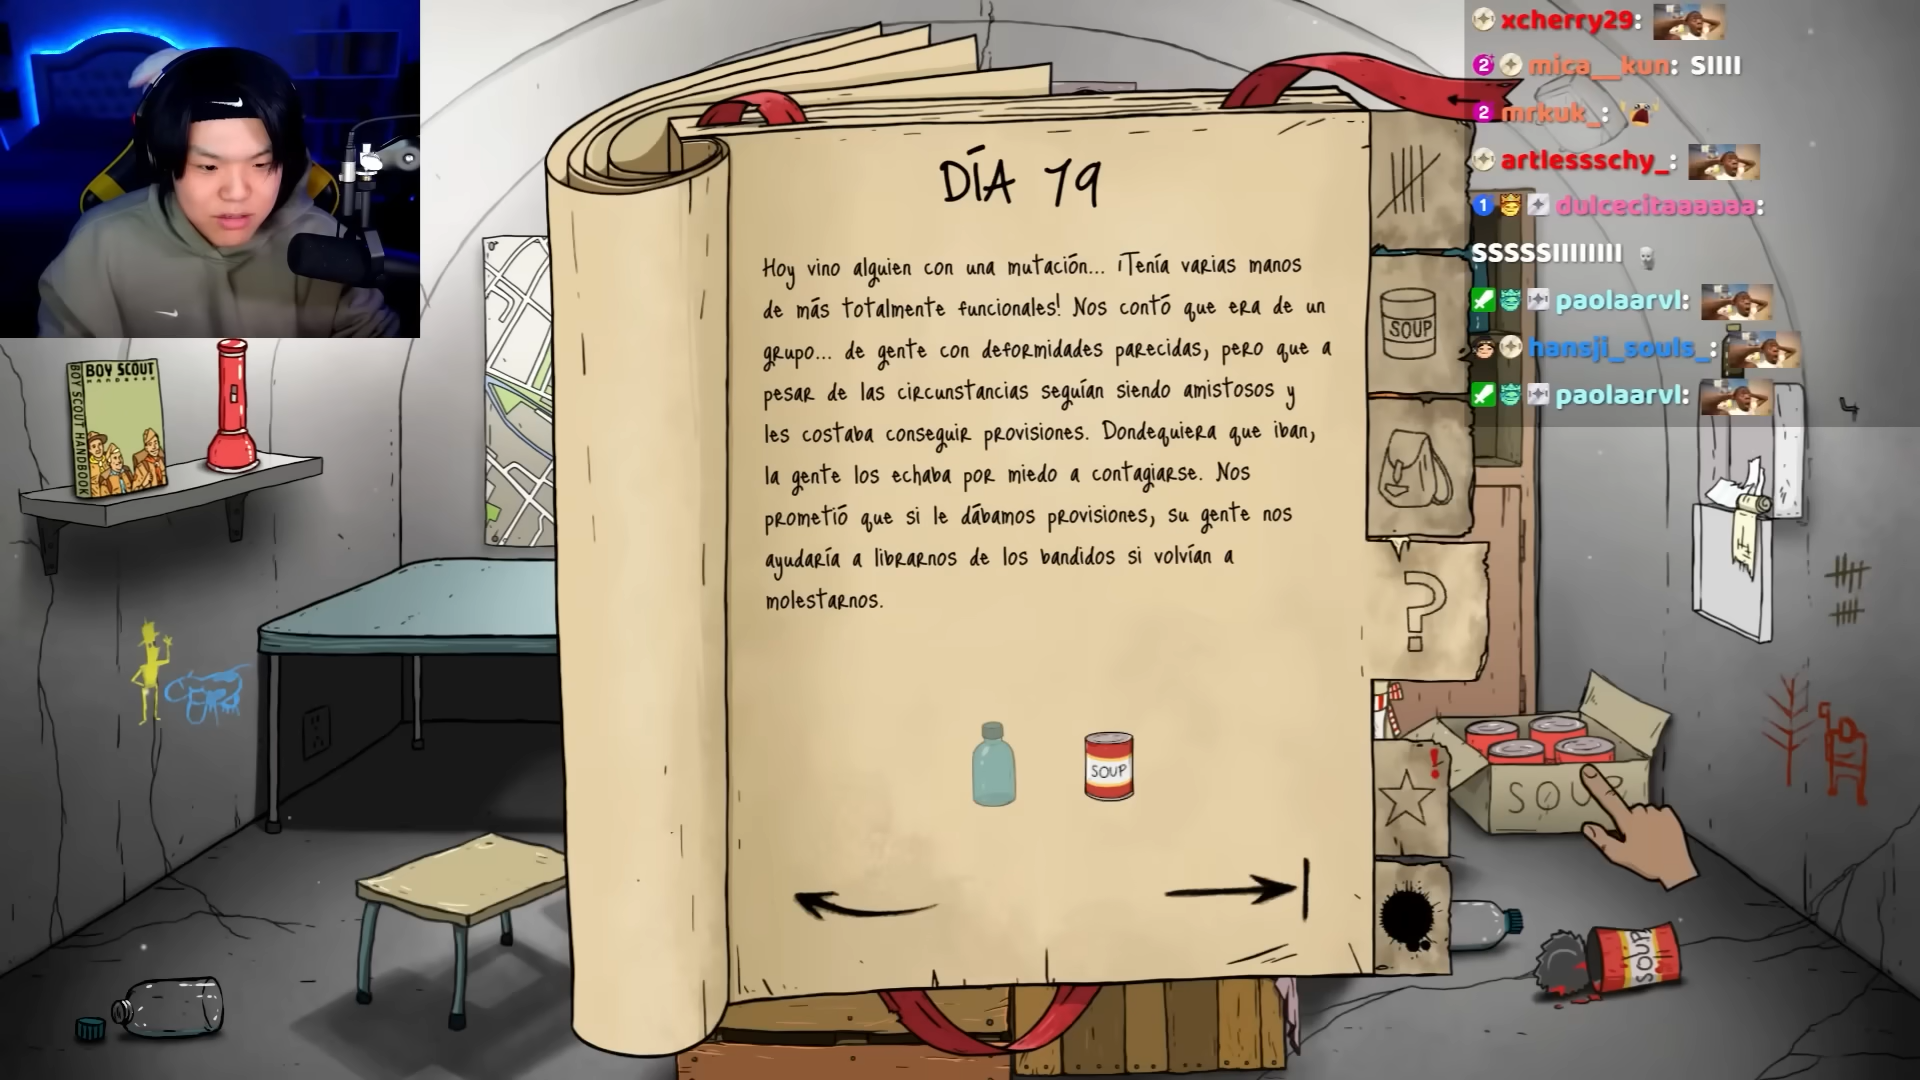 xcherry29:
mica__kun: SIIII
mrkuk_:
artlessschy_:
1 dulcecitaaaaaa:
SSSSSIIIIIIII
paolaarvl:
hansji_souls_:
paolaarvl:
BOY SCOUT
HANDBOOK
BOY SCOUT HANDBOOK
DÍA 79
Hoy vino alguien con una mutación... ¡Tenía varias manos
de más totalmente funcionales! Nos contó que era de un
grupo... de gente con deformidades parecidas, pero que a
pesar de las circunstancias seguían siendo amistosos y
les costaba conseguir provisiones. Dondequiera que iban,
la gente los echaba por miedo a contagiarse. Nos
prometió que si le dábamos provisiones, su gente nos
ayudaría a librarnos de los bandidos si volvían a
molestarnos.
SOUP
SOUP
?
!
SOUP
SOUP